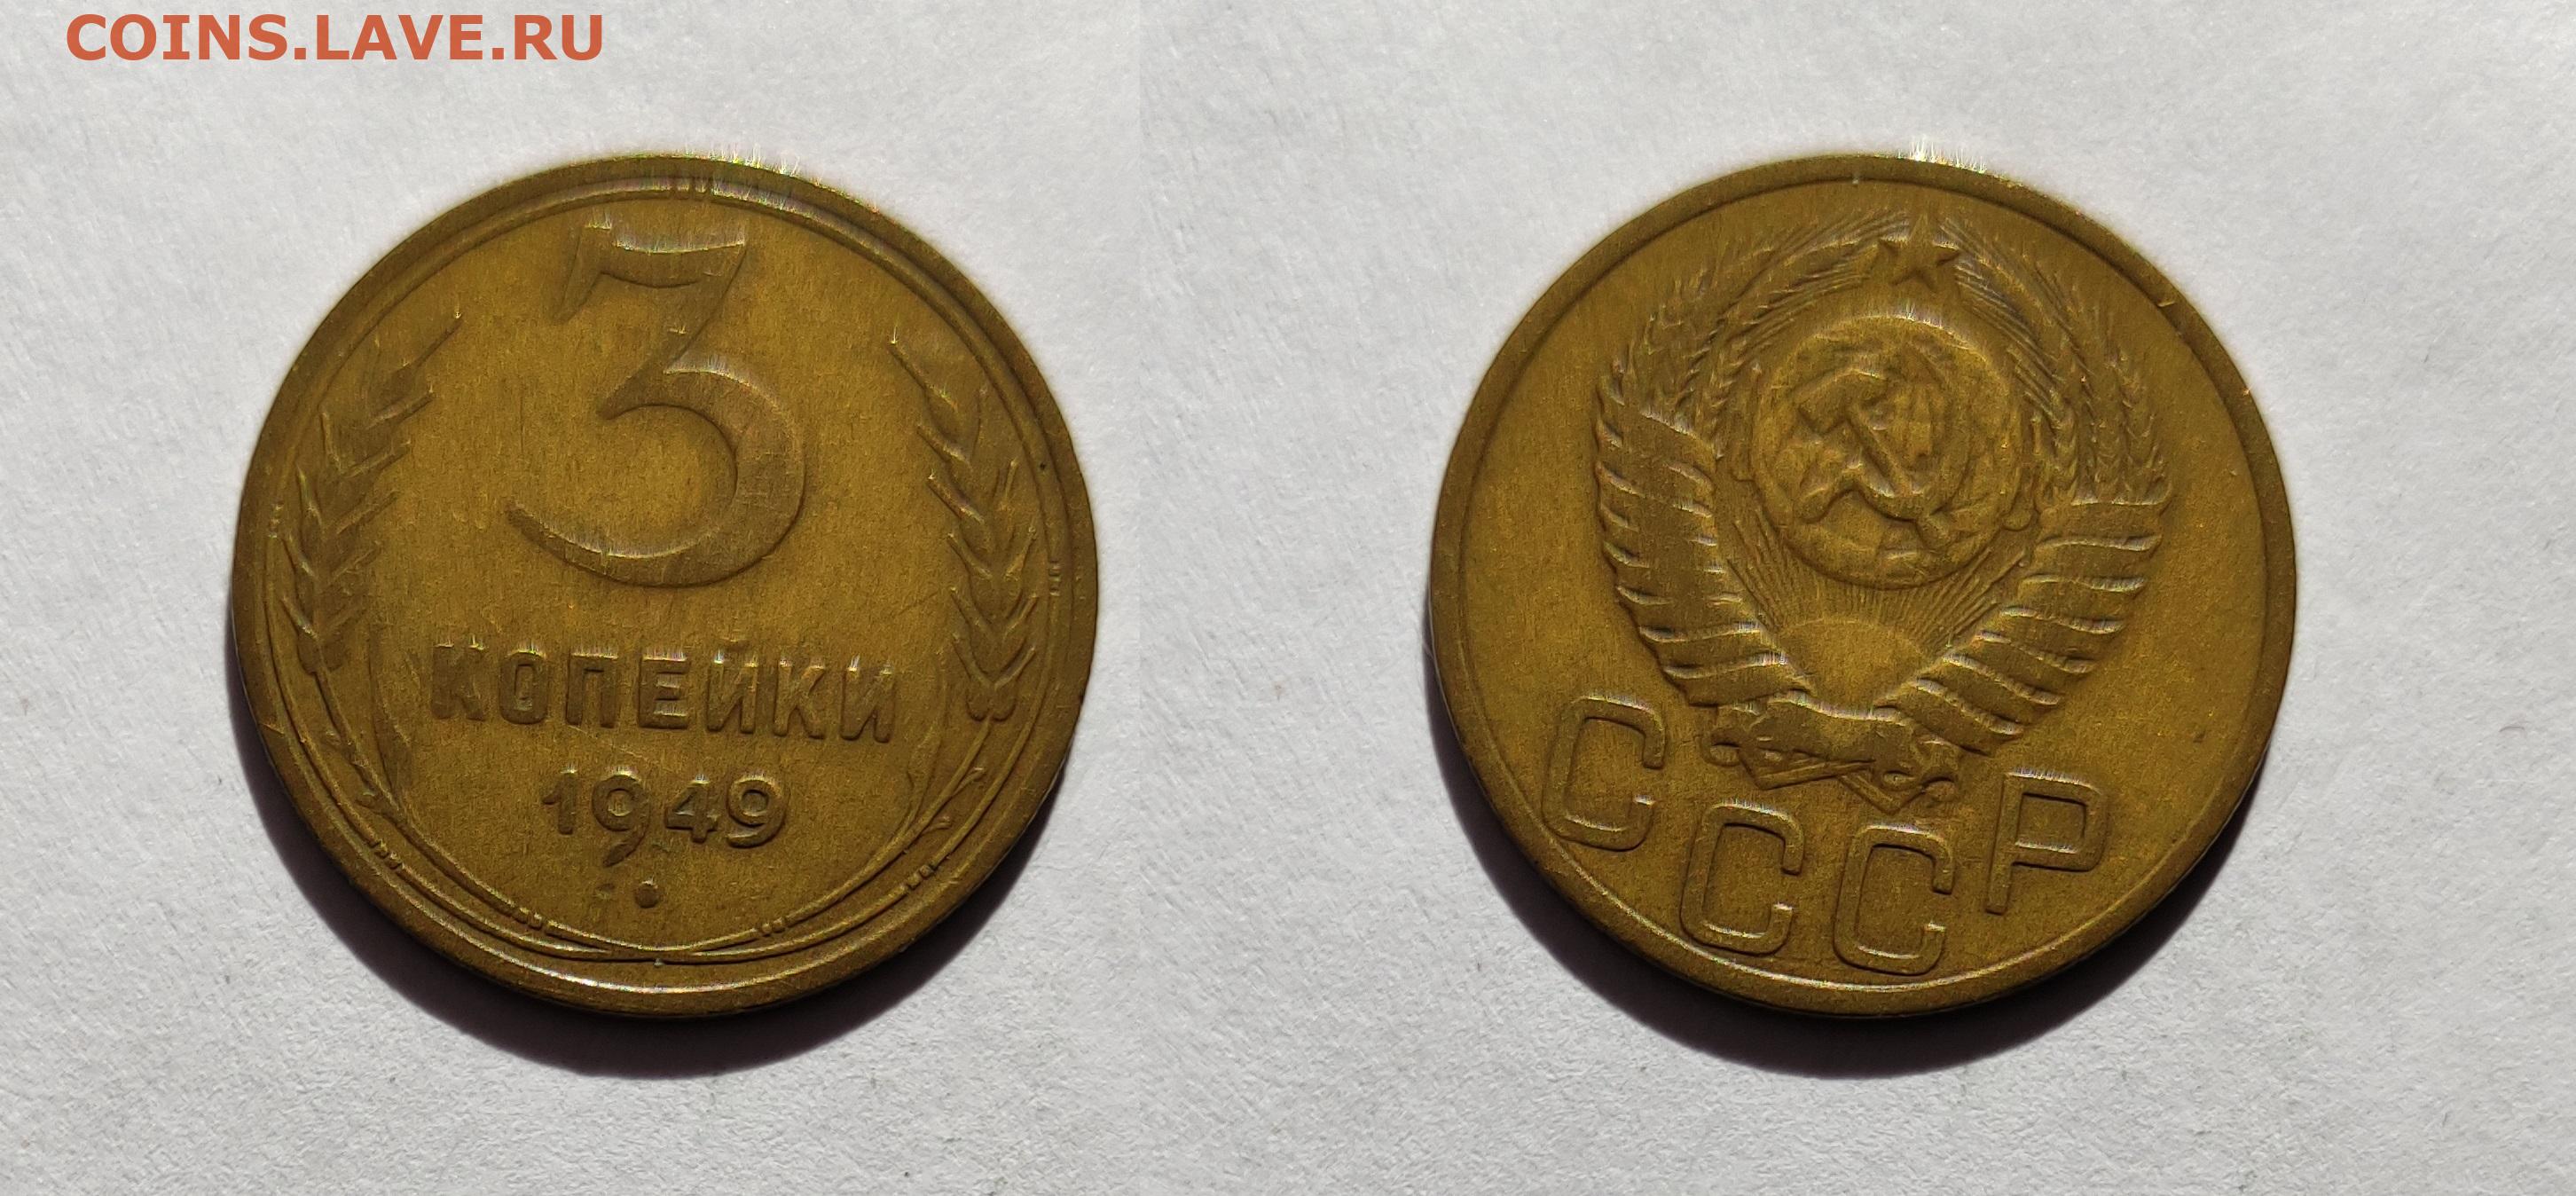 COINS.LAVE.RU
3
КОПЕЙКИ
1949
СССР